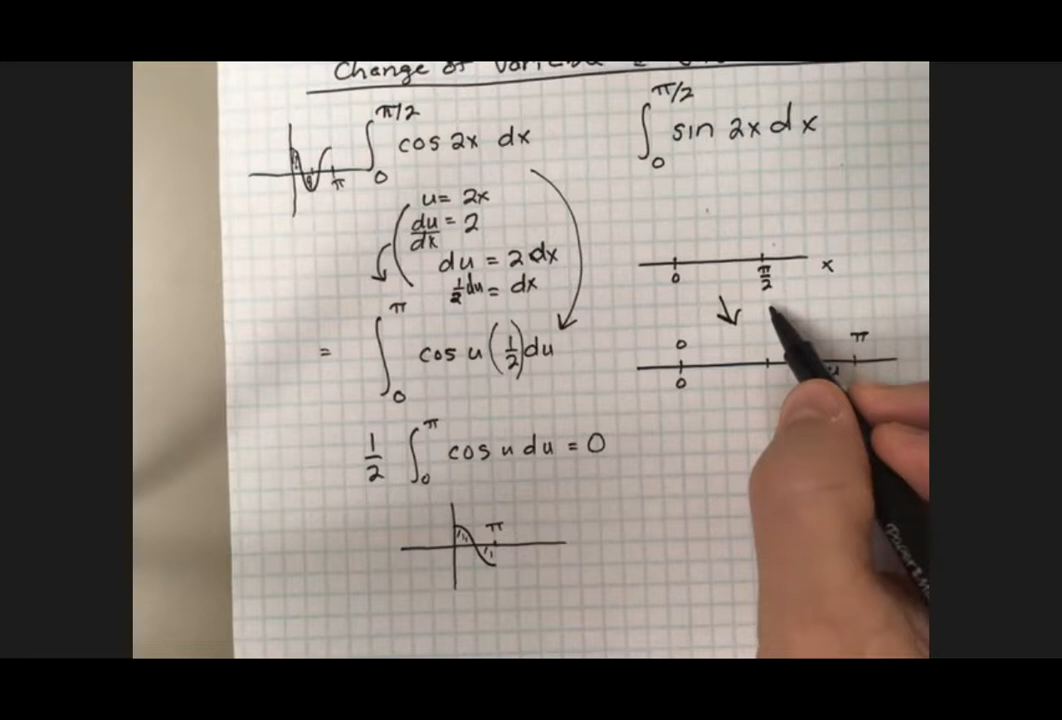 Change of Variable
∫₀^π/2 cos 2x dx
π
u = 2x
du/dx = 2
du = 2 dx
½ du = dx
= ∫₀^π cos u (½) du
½ ∫₀^π cos u du = 0
π
∫₀^π/2 sin 2x dx
0 π/2 x
0 π
0